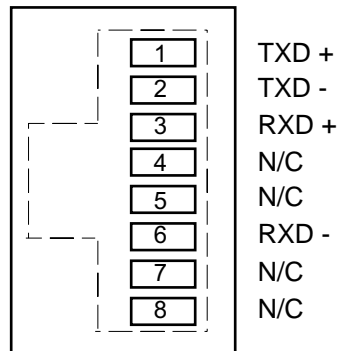 1 TXD +
2 TXD -
3 RXD +
4 N/C
5 N/C
6 RXD -
7 N/C
8 N/C